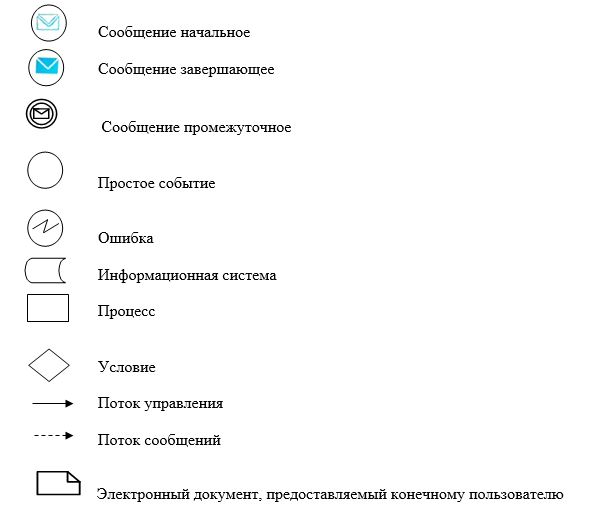 Сообщение начальное
Сообщение завершающее
Сообщение промежуточное
Простое событие
Ошибка
Информационная система
Процесс
Условие
Поток управления
Поток сообщений
Электронный документ, предоставляемый конечному пользователю